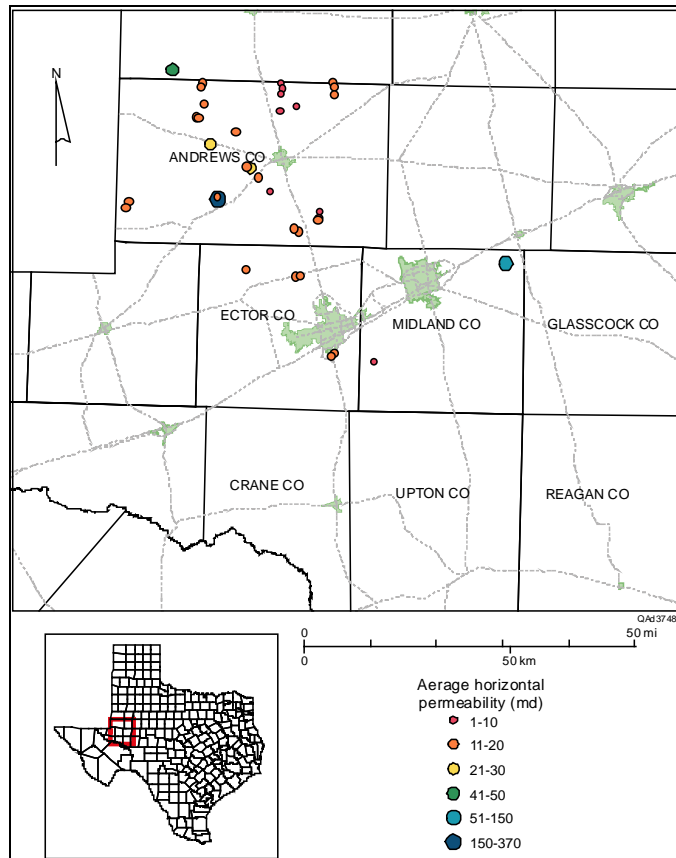 N
ANDREWS CO
ECTOR CO
MIDLAND CO
GLASSCOCK CO
CRANE CO
UPTON CO
REAGAN CO
QAd3748
0 50 mi
0 50 km
Aerage horizontal
permeability (md)
1-10
11-20
21-30
41-50
51-150
150-370